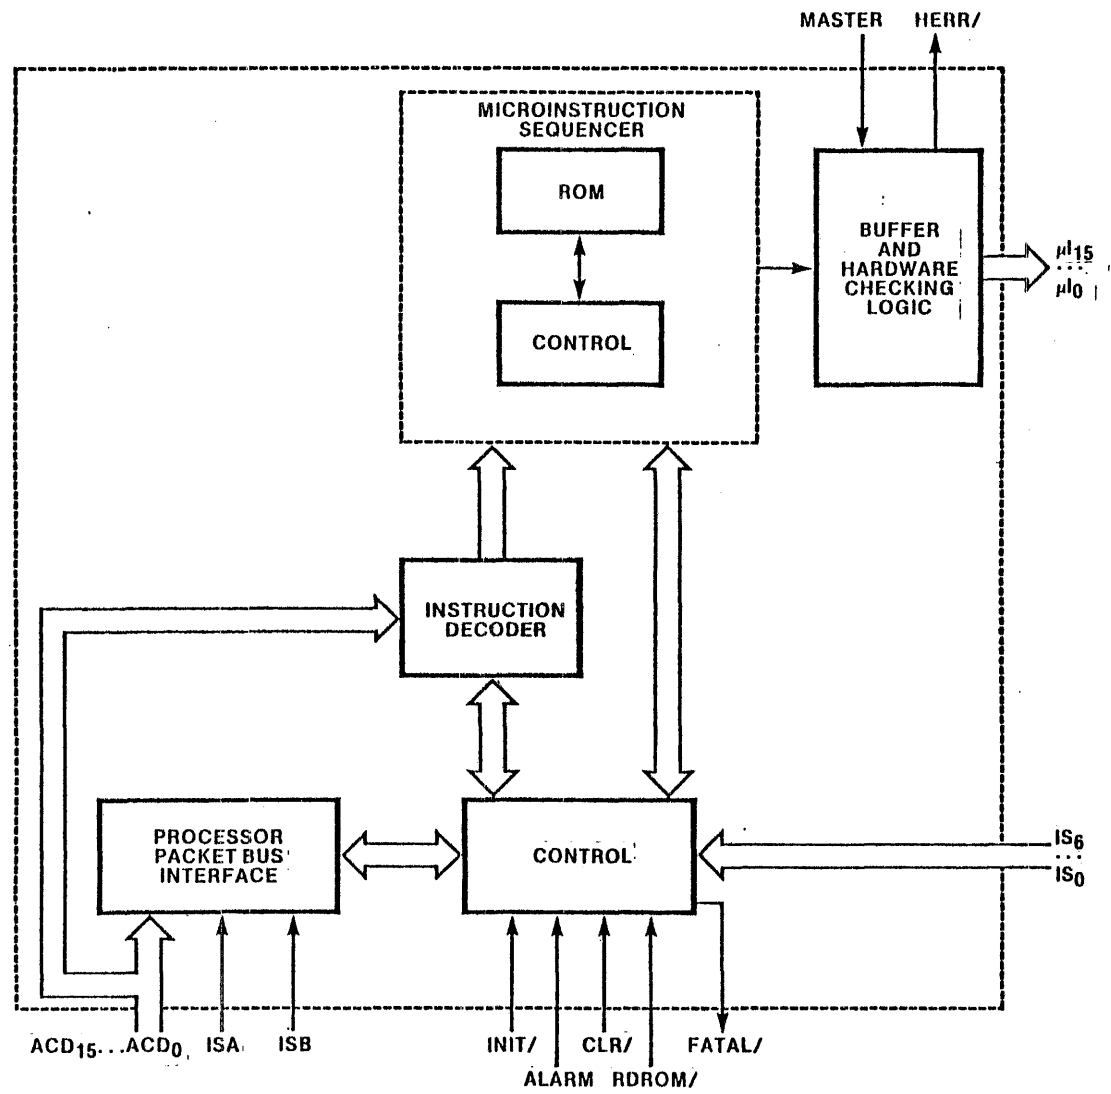 MASTER HERR/
MICROINSTRUCTION
SEQUENCER
ROM
CONTROL
BUFFER
AND
HARDWARE
CHECKING
LOGIC
μI15
...
μI0
INSTRUCTION
DECODER
PROCESSOR
PACKET BUS
INTERFACE
CONTROL
IS6
...
IS0
ACD15...ACD0 ISA ISB INIT/ CLR/ FATAL/
ALARM RDROM/